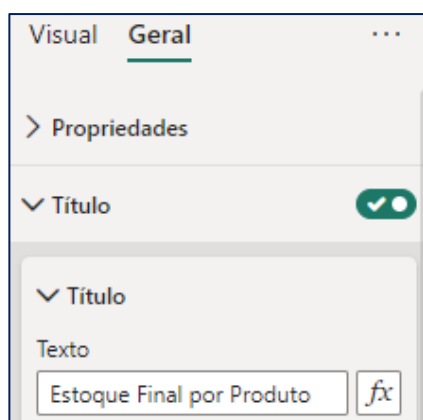 Visual Geral ...
Propriedades
Título
Título
Texto
Estoque Final por Produto fx